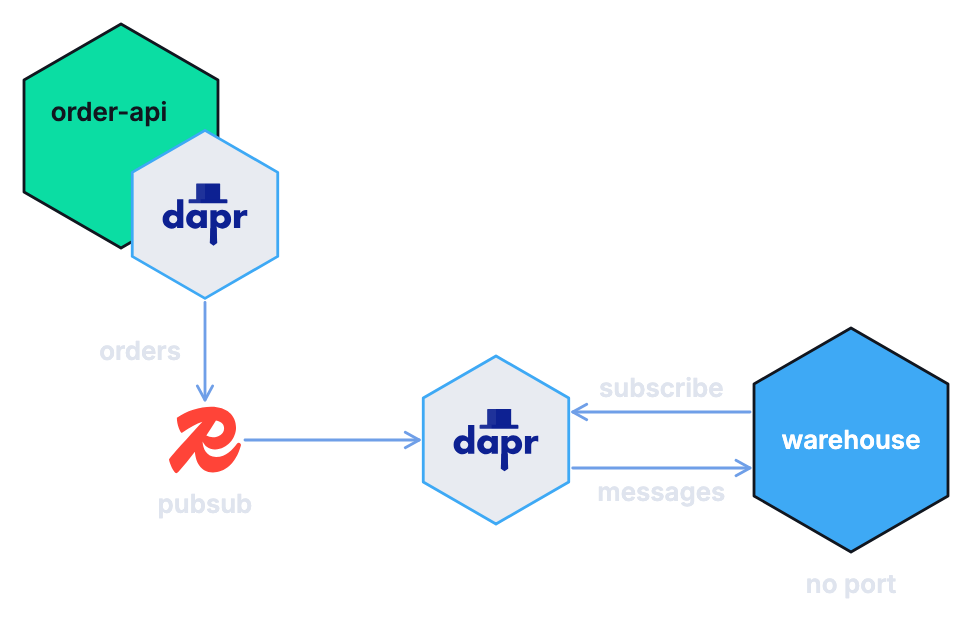 order-api
dapr
orders
pubsub
dapr
subscribe
messages
warehouse
no port